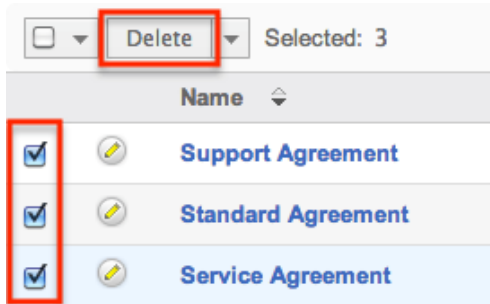 Delete Selected: 3
Name
Support Agreement
Standard Agreement
Service Agreement